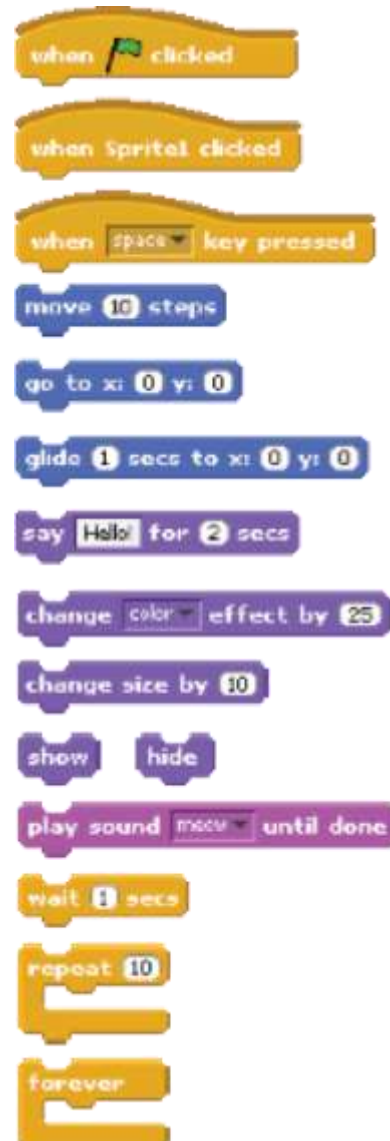 when clicked
when Sprite1 clicked
when space key pressed
move 10 steps
go to x: 0 y: 0
glide 1 secs to x: 0 y: 0
say Hello! for 2 secs
change color effect by 25
change size by 10
show hide
play sound meow until done
wait 1 secs
repeat 10
forever